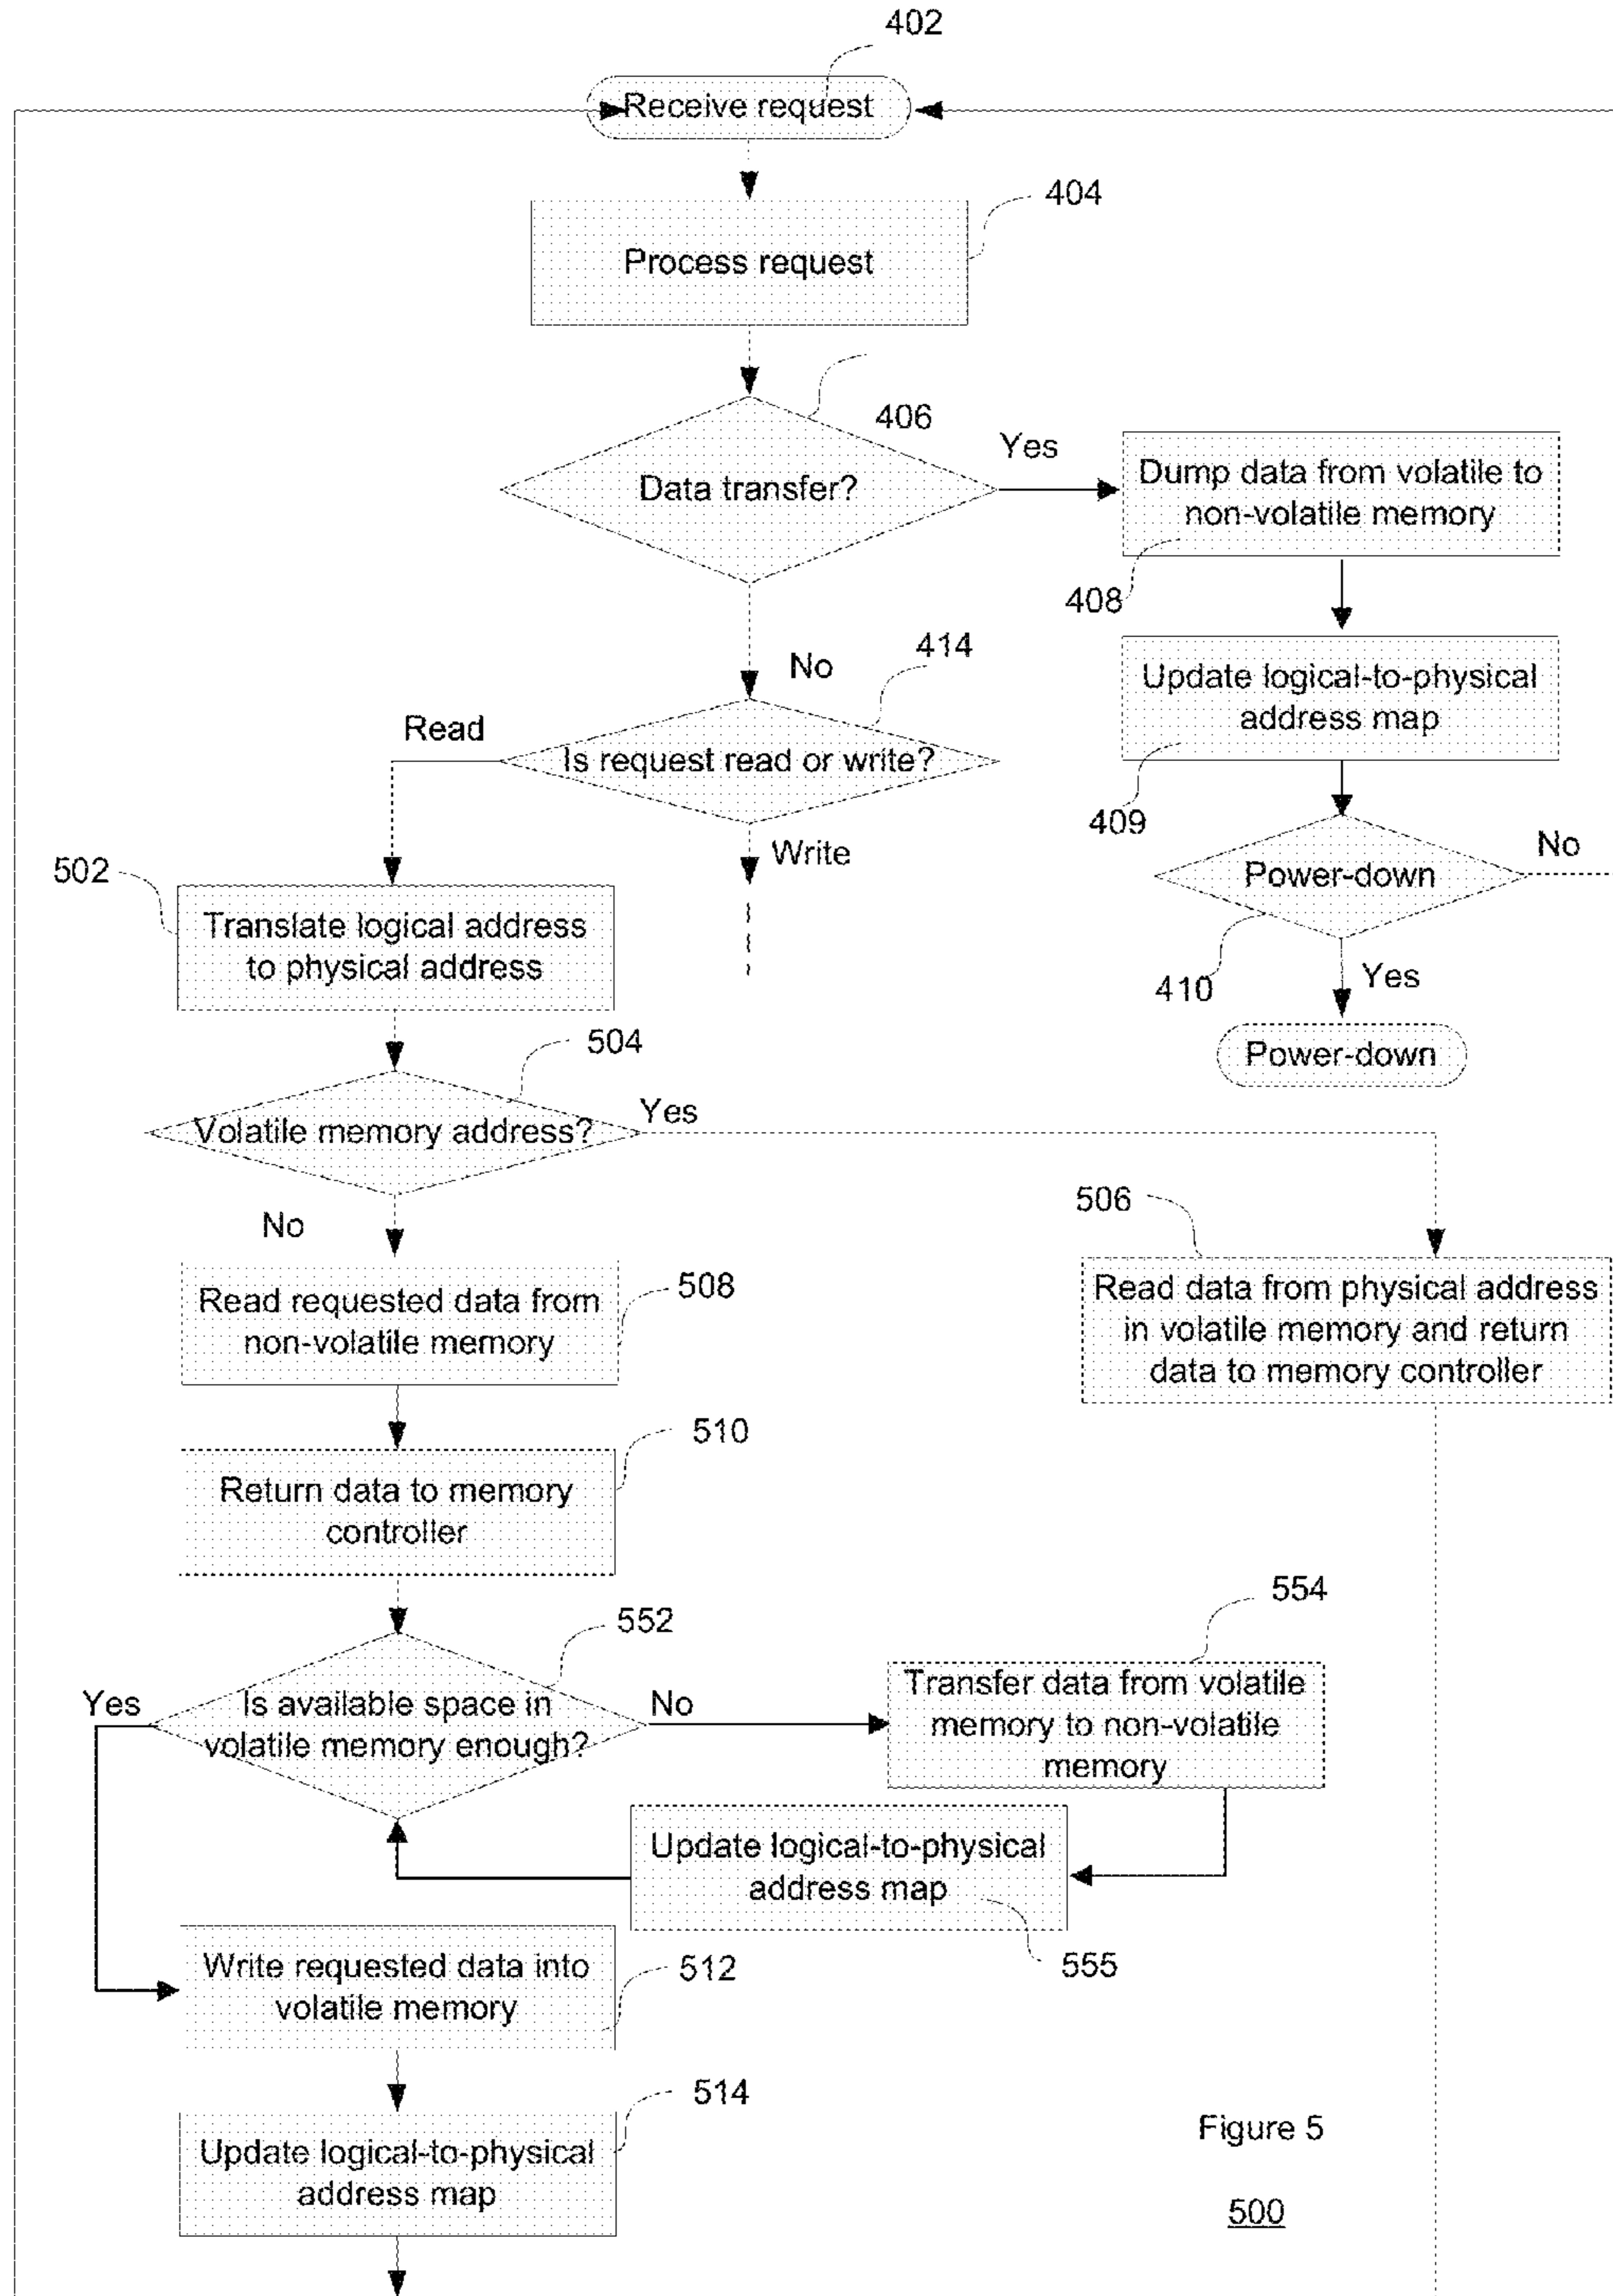 402
Receive request
404
Process request
406
Data transfer?
Yes
Dump data from volatile to
non-volatile memory
408
No
414
Update logical-to-physical
address map
409
Read
Is request read or write?
Write
Power-down
No
410
Yes
Power-down
502
Translate logical address
to physical address
504
Volatile memory address?
Yes
No
506
Read data from physical address
in volatile memory and return
data to memory controller
Read requested data from
non-volatile memory
508
510
Return data to memory
controller
552
Yes
Is available space in
volatile memory enough?
No
554
Transfer data from volatile
memory to non-volatile
memory
Update logical-to-physical
address map
555
Write requested data into
volatile memory
512
514
Update logical-to-physical
address map
Figure 5
500